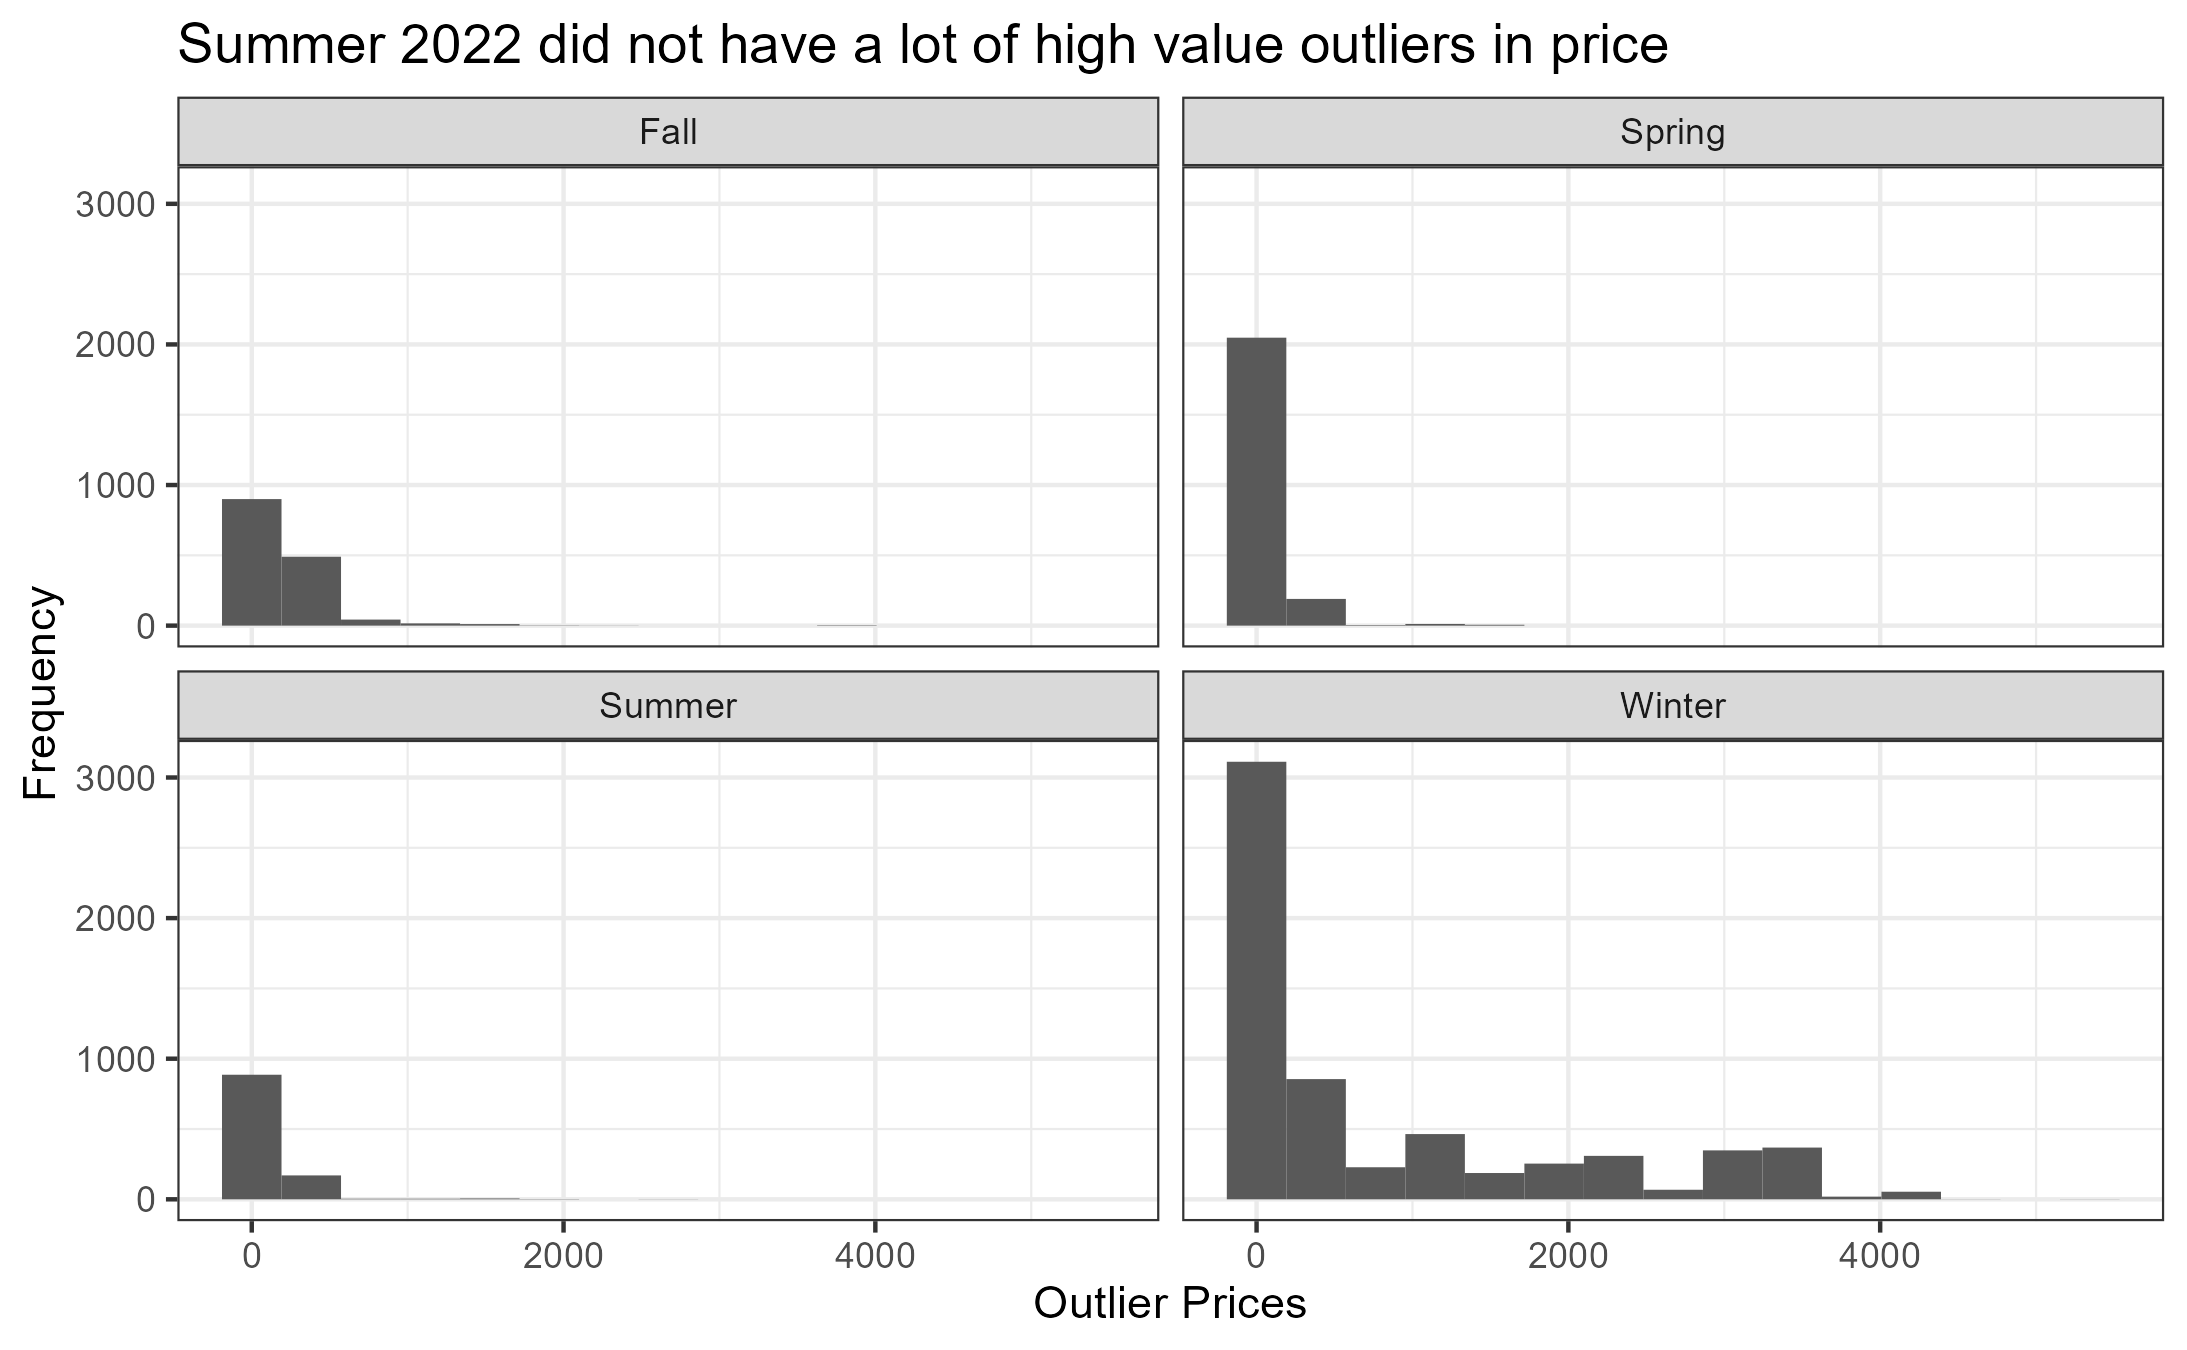 Summer 2022 did not have a lot of high value outliers in price
Fall
Spring
3000
2000
1000
0
Summer
Winter
3000
2000
1000
0
0 2000 4000
0 2000 4000
Outlier Prices
Frequency